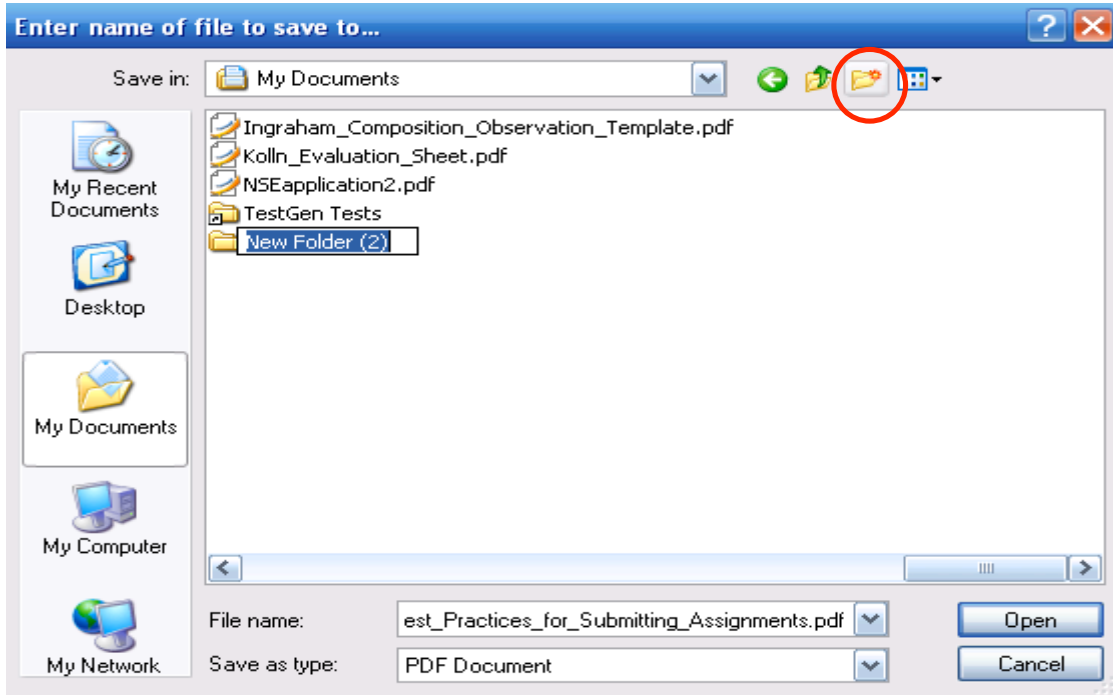 Enter name of file to save to...
Save in:
My Documents
Ingraham_Composition_Observation_Template.pdf
Kolln_Evaluation_Sheet.pdf
NSEapplication2.pdf
TestGen Tests
New Folder (2)
My Recent
Documents
Desktop
My Documents
My Computer
My Network
File name:
est_Practices_for_Submitting_Assignments.pdf
Open
Save as type:
PDF Document
Cancel